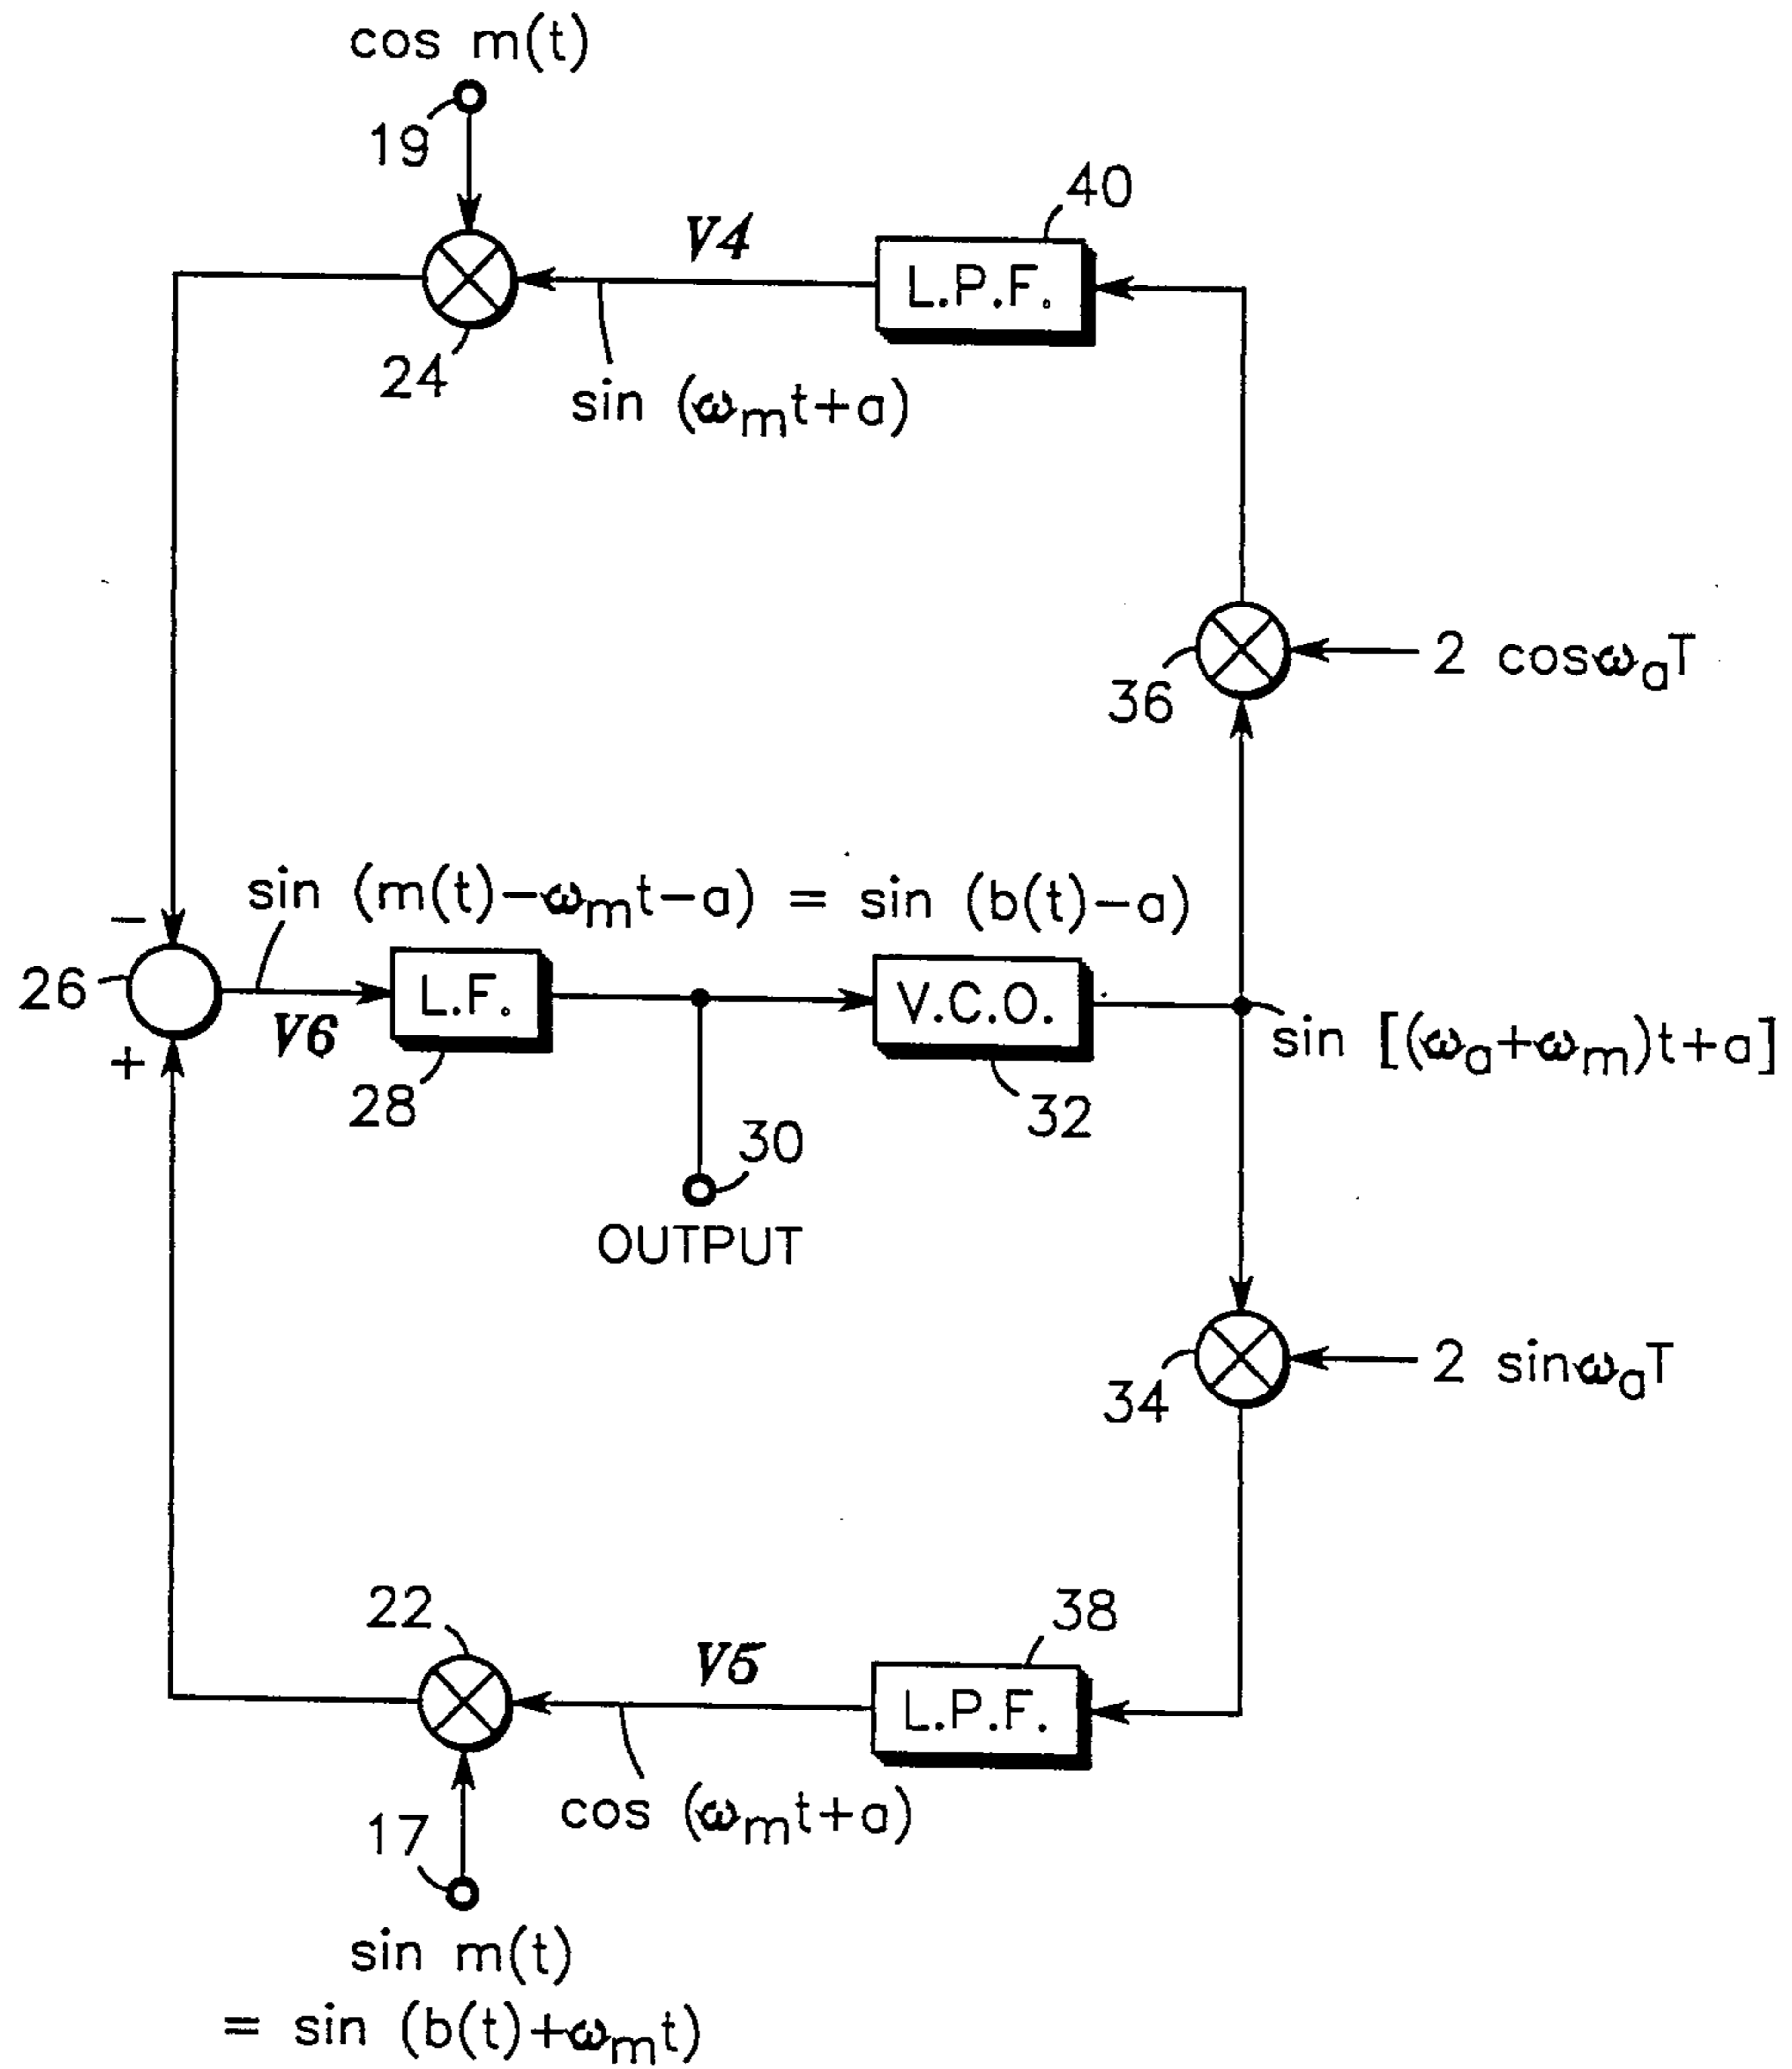 cos m(t)
19
40
V4
L.P.F.
24
sin (ωₘt+a)
36
2 cosωₐT
sin (m(t)−ωₘt−a) = sin (b(t)−a)
−
26
L.F.
V.C.O.
V6
sin [(ωₐ+ωₘ)t+a]
+
28
32
30
OUTPUT
34
2 sinωₐT
22
38
V5
L.P.F.
cos (ωₘt+a)
17
sin m(t)
= sin (b(t)+ωₘt)